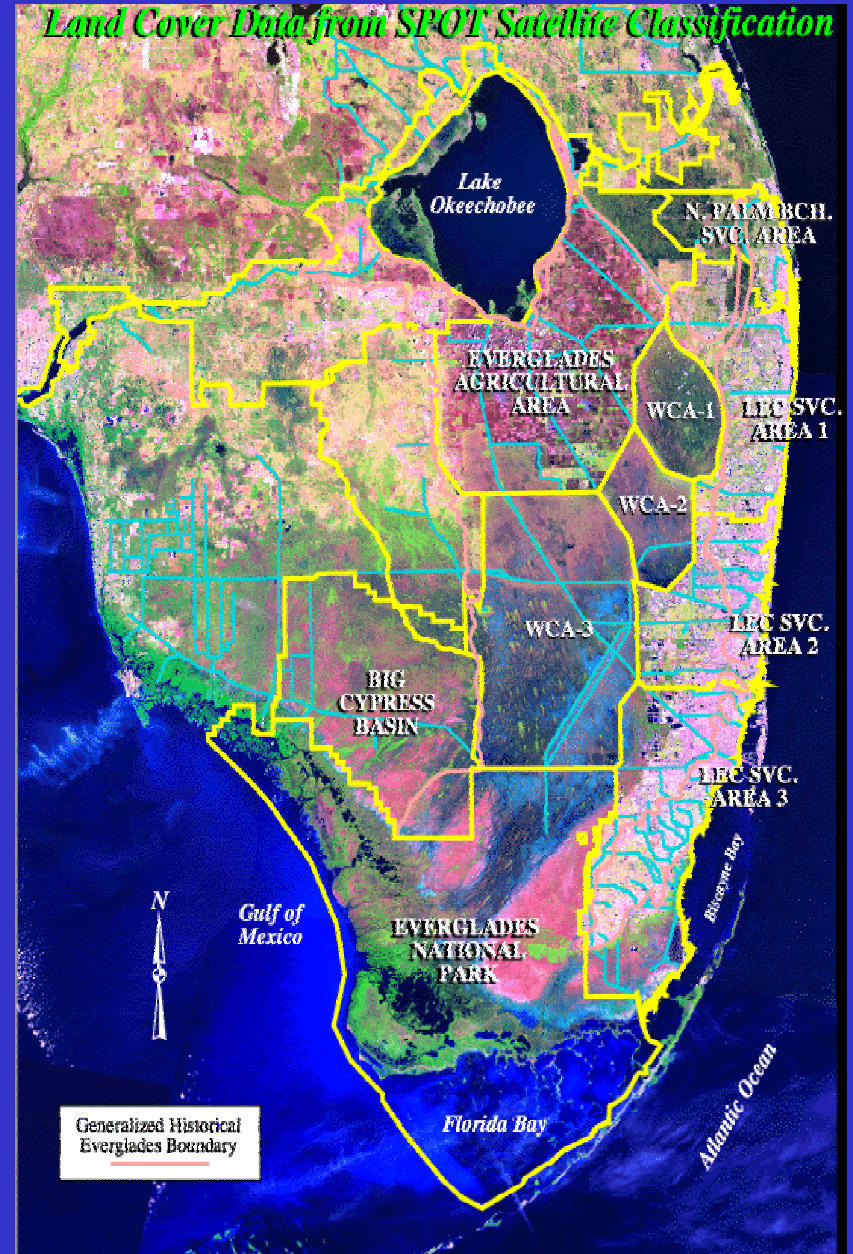 Land Cover Data from SPOT Satellite Classification
Lake
Okeechobee
N. PALM BCH.
SVC. AREA
EVERGLADES
AGRICULTURAL
AREA
WCA-1
LEC SVC.
AREA 1
WCA-2
WCA-3
LEC SVC.
AREA 2
BIG
CYPRESS
BASIN
LEC SVC.
AREA 3
Biscayne Bay
N
Gulf of
Mexico
EVERGLADES
NATIONAL
PARK
Atlantic Ocean
Florida Bay
Generalized Historical
Everglades Boundary